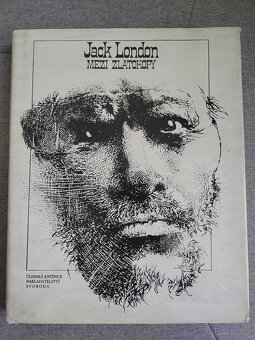 Jack London
MEZI ZLATOKOPY
ČLENSKÁ KNIŽNICE
NAKLADATELSTVÍ
SVOBODA